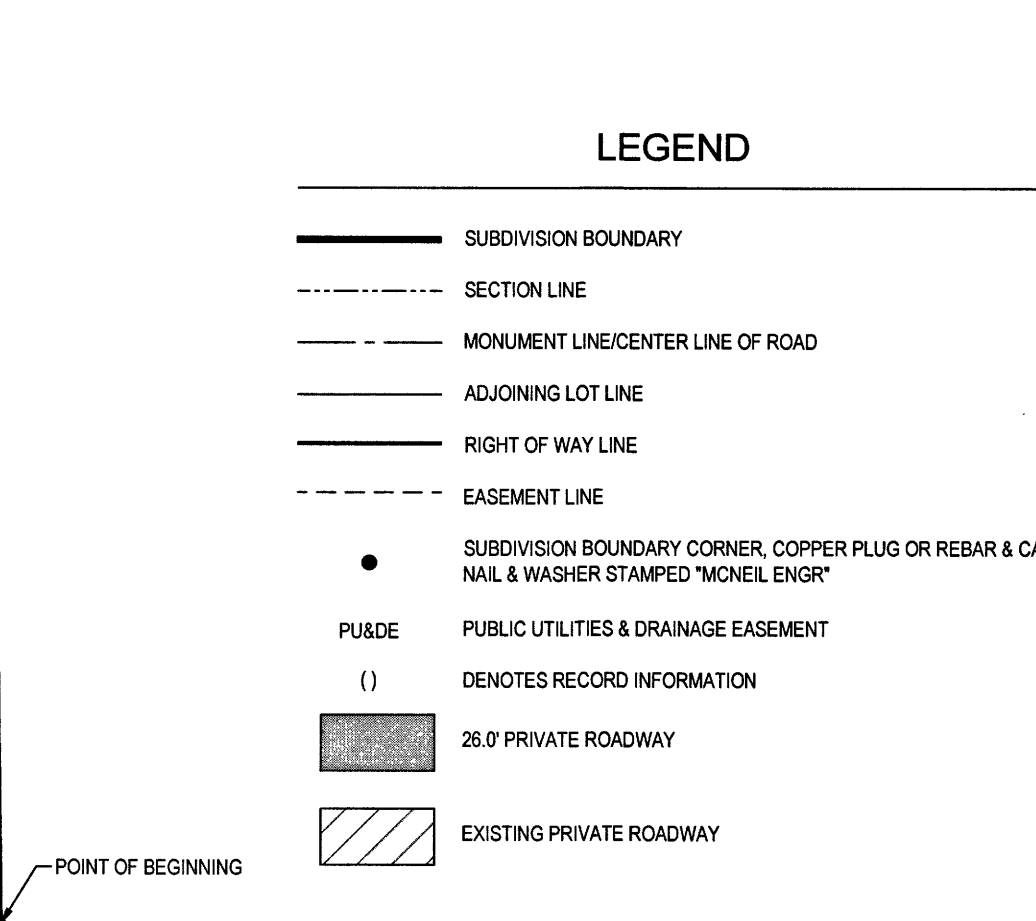 LEGEND
SUBDIVISION BOUNDARY
SECTION LINE
MONUMENT LINE/CENTER LINE OF ROAD
ADJOINING LOT LINE
RIGHT OF WAY LINE
EASEMENT LINE
SUBDIVISION BOUNDARY CORNER, COPPER PLUG OR REBAR & CA
NAIL & WASHER STAMPED "MCNEIL ENGR"
PU&DE PUBLIC UTILITIES & DRAINAGE EASEMENT
( ) DENOTES RECORD INFORMATION
26.0' PRIVATE ROADWAY
EXISTING PRIVATE ROADWAY
POINT OF BEGINNING